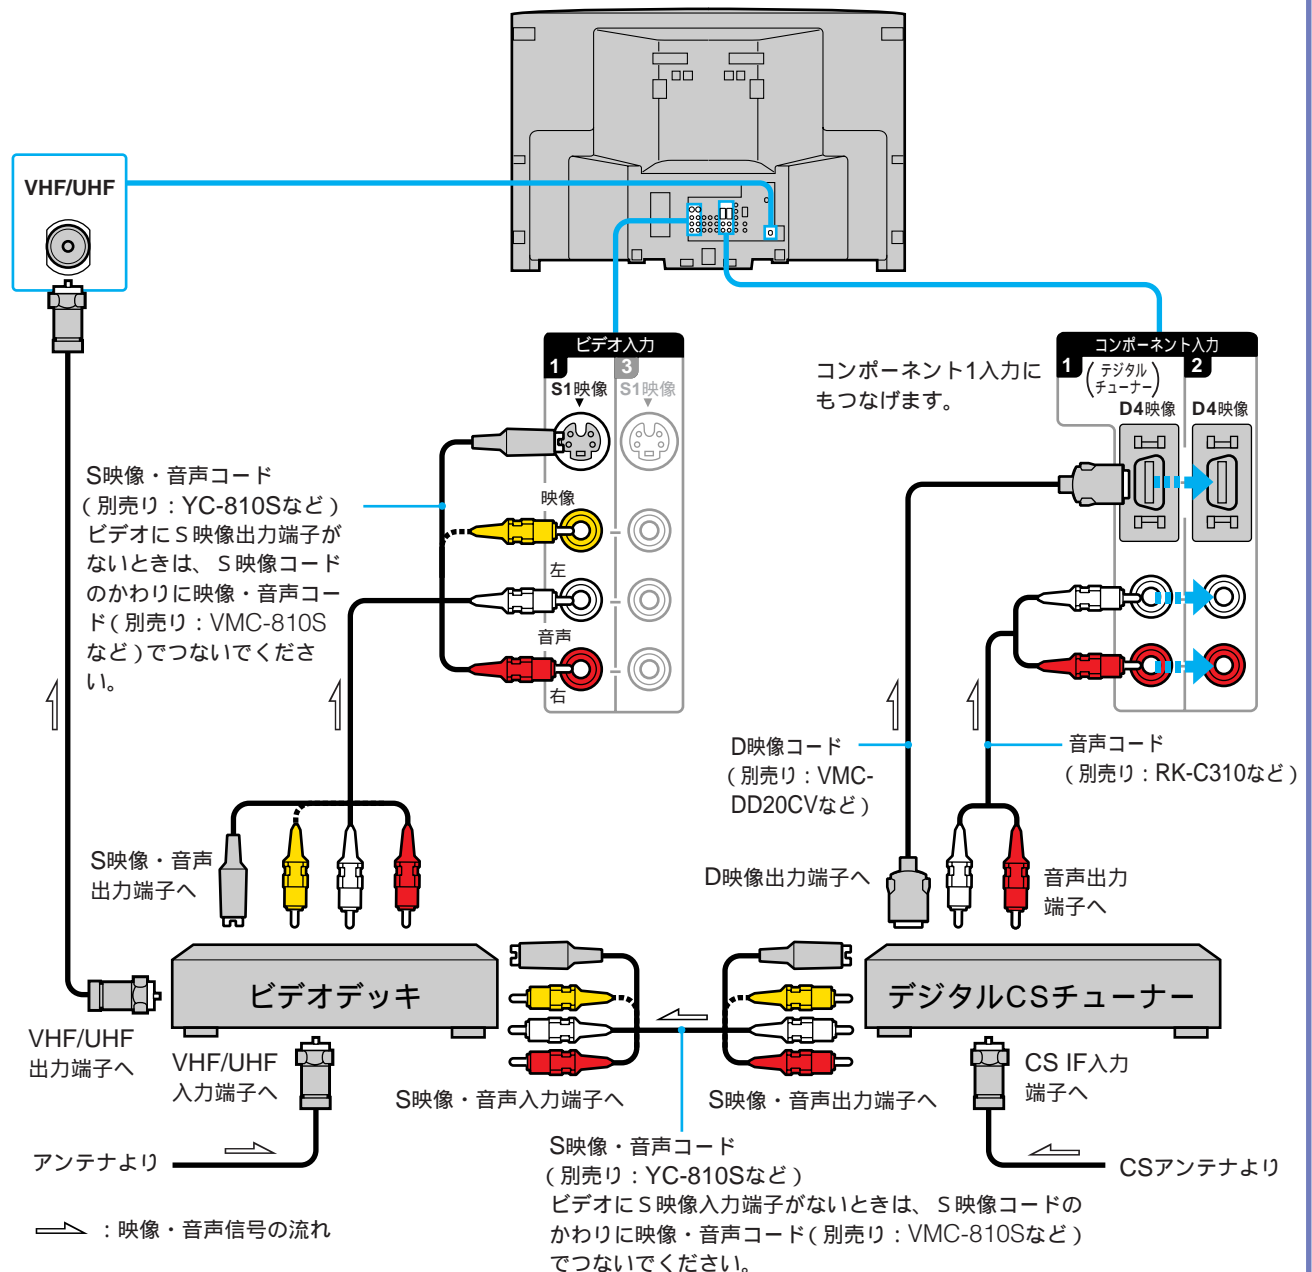 VHF/UHF
ビデオ入力
1
3
S1映像
S1映像
映像
左
音声
右
コンポーネント1入力に
もつなげます。
コンポーネント入力
1
(デジタル
チューナー)
2
D4映像
D4映像
S映像・音声コード
(別売り:YC-810Sなど)
ビデオにS映像出力端子が
ないときは、S映像コード
のかわりに映像・音声コー
ド(別売り:VMC-810S
など)でつないでくださ
い。
D映像コード
(別売り:VMC-
DD20CVなど)
音声コード
(別売り:RK-C310など)
S映像・音声
出力端子へ
D映像出力端子へ
音声出力
端子へ
ビデオデッキ
デジタルCSチューナー
VHF/UHF
出力端子へ
VHF/UHF
入力端子へ
S映像・音声入力端子へ
S映像・音声出力端子へ
CS IF入力
端子へ
アンテナより
CSアンテナより
S映像・音声コード
(別売り:YC-810Sなど)
ビデオにS映像入力端子がないときは、S映像コードの
かわりに映像・音声コード(別売り:VMC-810Sなど)
でつないでください。
:映像・音声信号の流れ